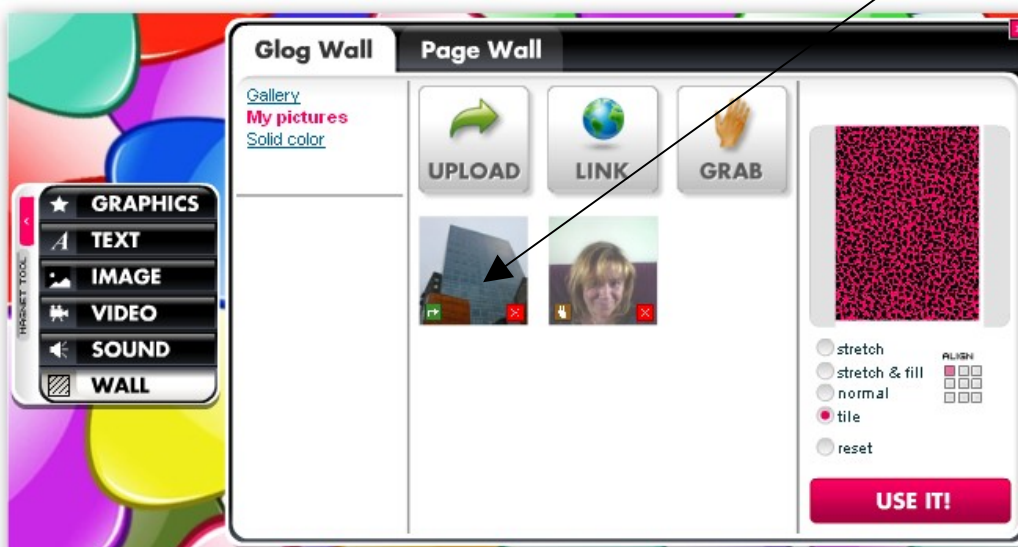 Glog Wall
Page Wall
Gallery
My pictures
Solid color
UPLOAD
LINK
GRAB
MAGNET TOOL
GRAPHICS
TEXT
IMAGE
VIDEO
SOUND
WALL
stretch
stretch & fill
normal
tile
reset
ALIGN
USE IT!